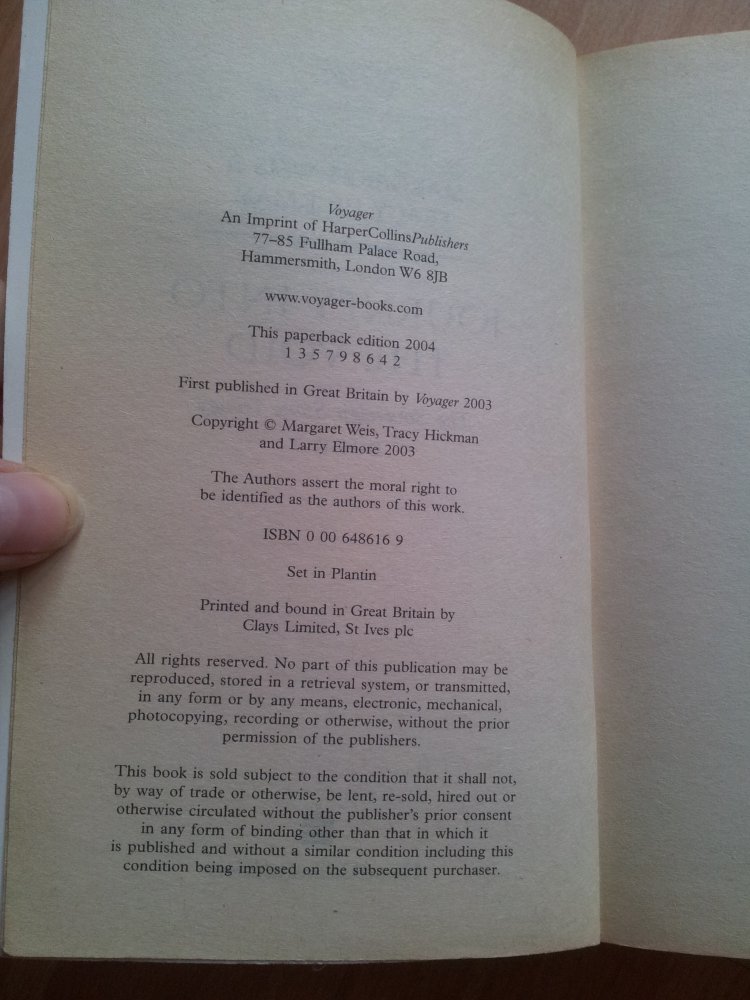 Voyager
An Imprint of HarperCollinsPublishers
77–85 Fullham Palace Road,
Hammersmith, London W6 8JB
www.voyager-books.com
This paperback edition 2004
1 3 5 7 9 8 6 4 2
First published in Great Britain by Voyager 2003
Copyright © Margaret Weis, Tracy Hickman
and Larry Elmore 2003
The Authors assert the moral right to
be identified as the authors of this work.
ISBN 0 00 648616 9
Set in Plantin
Printed and bound in Great Britain by
Clays Limited, St Ives plc
All rights reserved. No part of this publication may be
reproduced, stored in a retrieval system, or transmitted,
in any form or by any means, electronic, mechanical,
photocopying, recording or otherwise, without the prior
permission of the publishers.
This book is sold subject to the condition that it shall not,
by way of trade or otherwise, be lent, re-sold, hired out or
otherwise circulated without the publisher's prior consent
in any form of binding other than that in which it
is published and without a similar condition including this
condition being imposed on the subsequent purchaser.